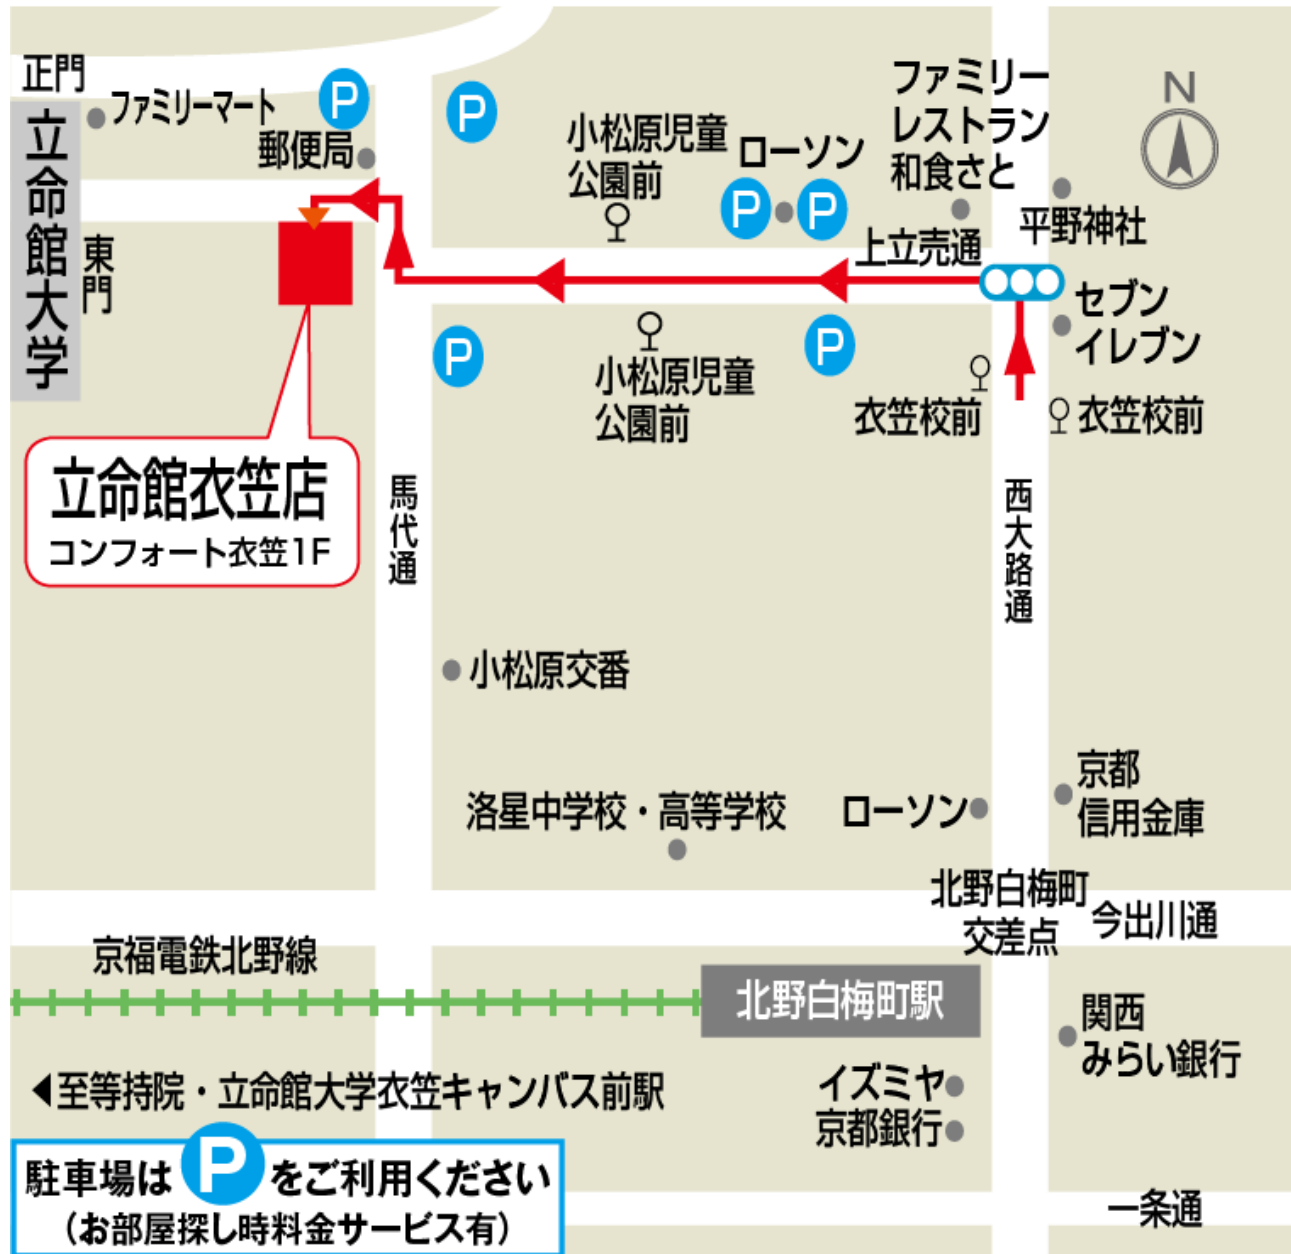 正門
立命館大学
ファミリーマート
P
郵便局
P
小松原児童
公園前
ローソン
P
P
ファミリー
レストラン
和食さと
N
平野神社
上立売通
東門
セブン
イレブン
P
P
小松原児童
公園前
衣笠校前
衣笠校前
立命館衣笠店
コンフォート衣笠1F
馬代通
西大路通
小松原交番
洛星中学校・高等学校
ローソン
京都
信用金庫
北野白梅町
交差点
今出川通
京福電鉄北野線
北野白梅町駅
関西
みらい銀行
◀至等持院・立命館大学衣笠キャンバス前駅
イズミヤ
京都銀行
駐車場はPをご利用ください
(お部屋探し時料金サービス有)
一条通